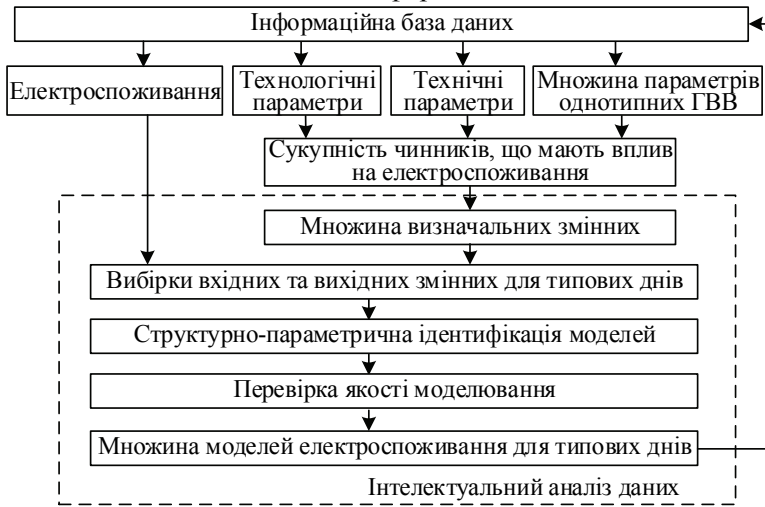 Інформаційна база даних
Електроспоживання
Технологічні
параметри
Технічні
параметри
Множина параметрів
однотипних ГВВ
Сукупність чинників, що мають вплив
на електроспоживання
Множина визначальних змінних
Вибірки вхідних та вихідних змінних для типових днів
Структурно-параметрична ідентифікація моделей
Перевірка якості моделювання
Множина моделей електроспоживання для типових днів
Інтелектуальний аналіз даних